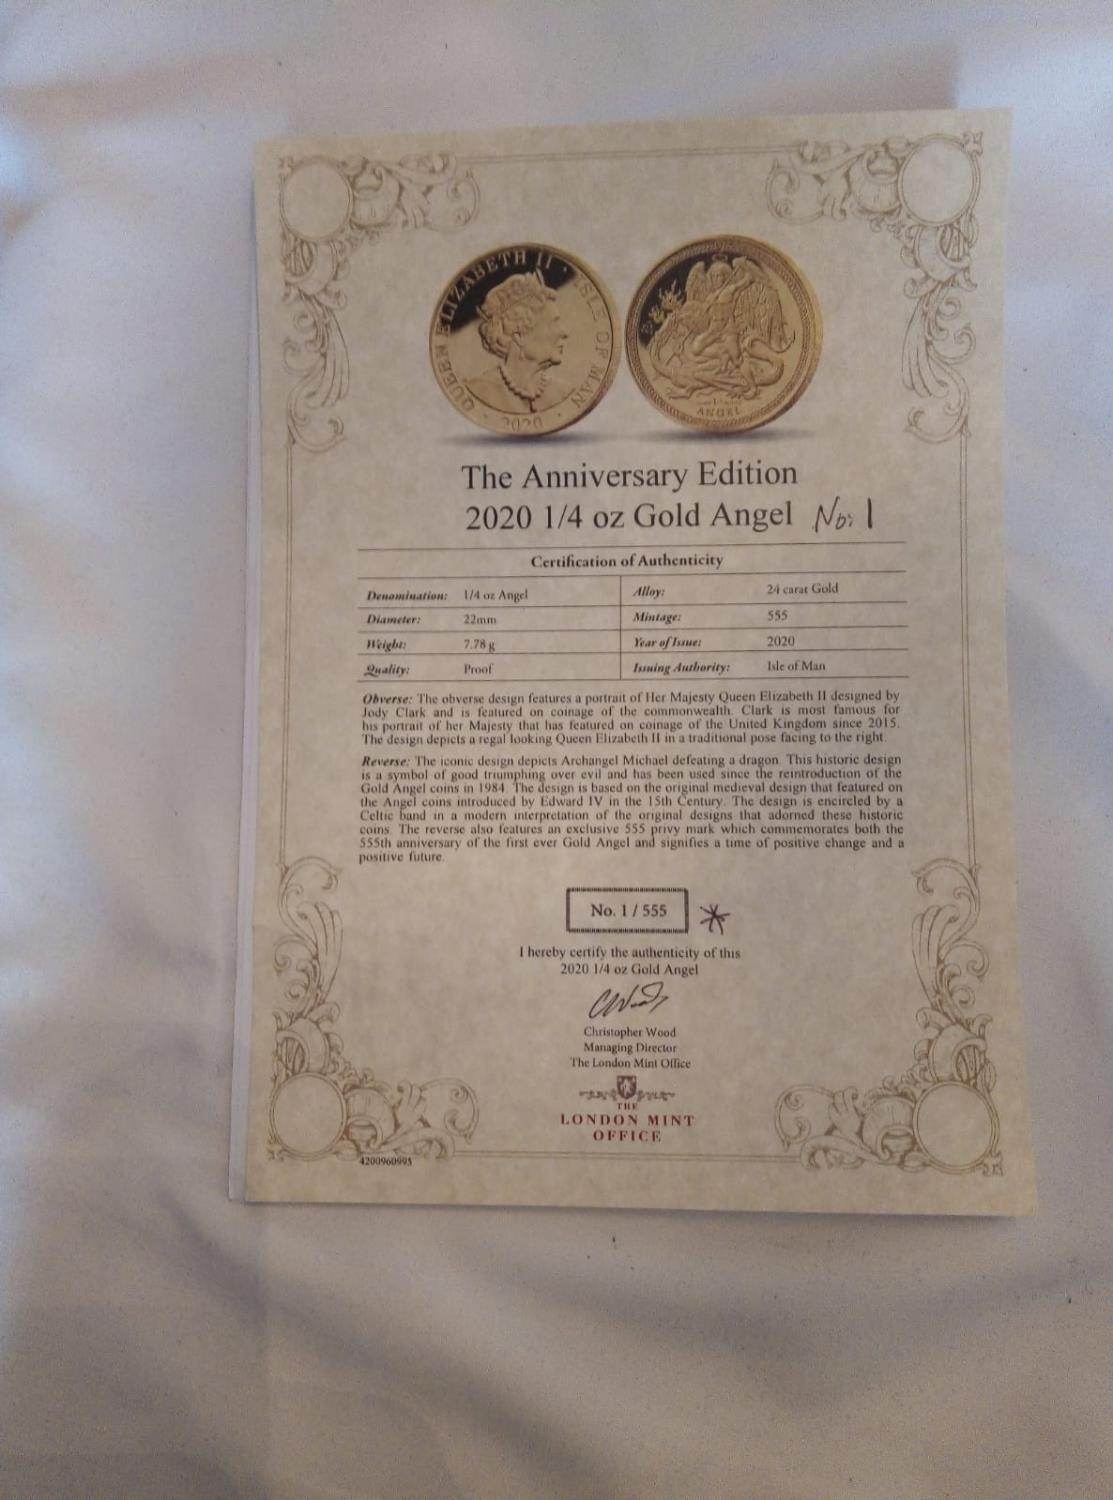 QUEEN ELIZABETH II · ISLE OF MAN · 2020 ·
ANGEL
The Anniversary Edition
2020 1/4 oz Gold Angel No: 1
Certification of Authenticity
Denomination: 1/4 oz Angel Alloy: 24 carat Gold
Diameter: 22mm Mintage: 555
Weight: 7.78 g Year of Issue: 2020
Quality: Proof Issuing Authority: Isle of Man
Obverse: The obverse design features a portrait of Her Majesty Queen Elizabeth II designed by
Jody Clark and is featured on coinage of the commonwealth. Clark is most famous for
his portrait of her Majesty that has featured on coinage of the United Kingdom since 2015.
The design depicts a regal looking Queen Elizabeth II in a traditional pose facing to the right.
Reverse: The iconic design depicts Archangel Michael defeating a dragon. This historic design
is a symbol of good triumphing over evil and has been used since the reintroduction of the
Gold Angel coins in 1984. The design is based on the original medieval design that featured on
the Angel coins introduced by Edward IV in the 15th Century. The design is encircled by a
Celtic band in a modern interpretation of the original designs that adorned these historic
coins. The reverse also features an exclusive 555 privy mark which commemorates both the
555th anniversary of the first ever Gold Angel and signifies a time of positive change and a
positive future.
No. 1 / 555
I hereby certify the authenticity of this
2020 1/4 oz Gold Angel
CWood
Christopher Wood
Managing Director
The London Mint Office
THE
LONDON MINT
OFFICE
4200960995